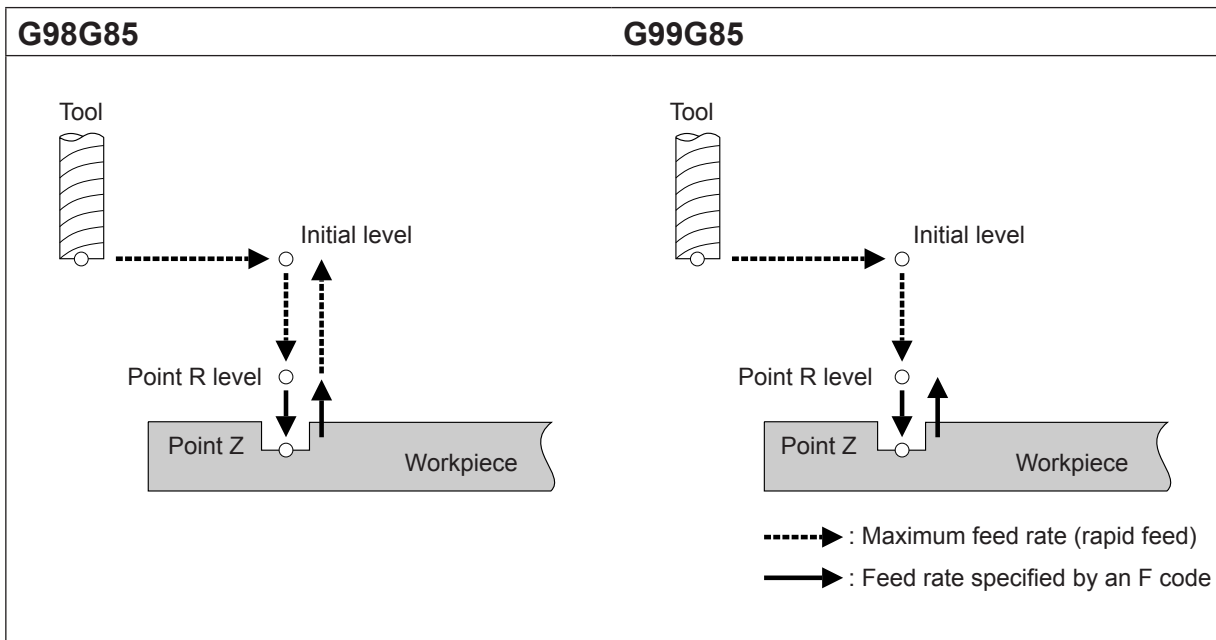 G98G85
Tool
Initial level
Point R level
Point Z
Workpiece
G99G85
Tool
Initial level
Point R level
Point Z
Workpiece
: Maximum feed rate (rapid feed)
: Feed rate specified by an F code